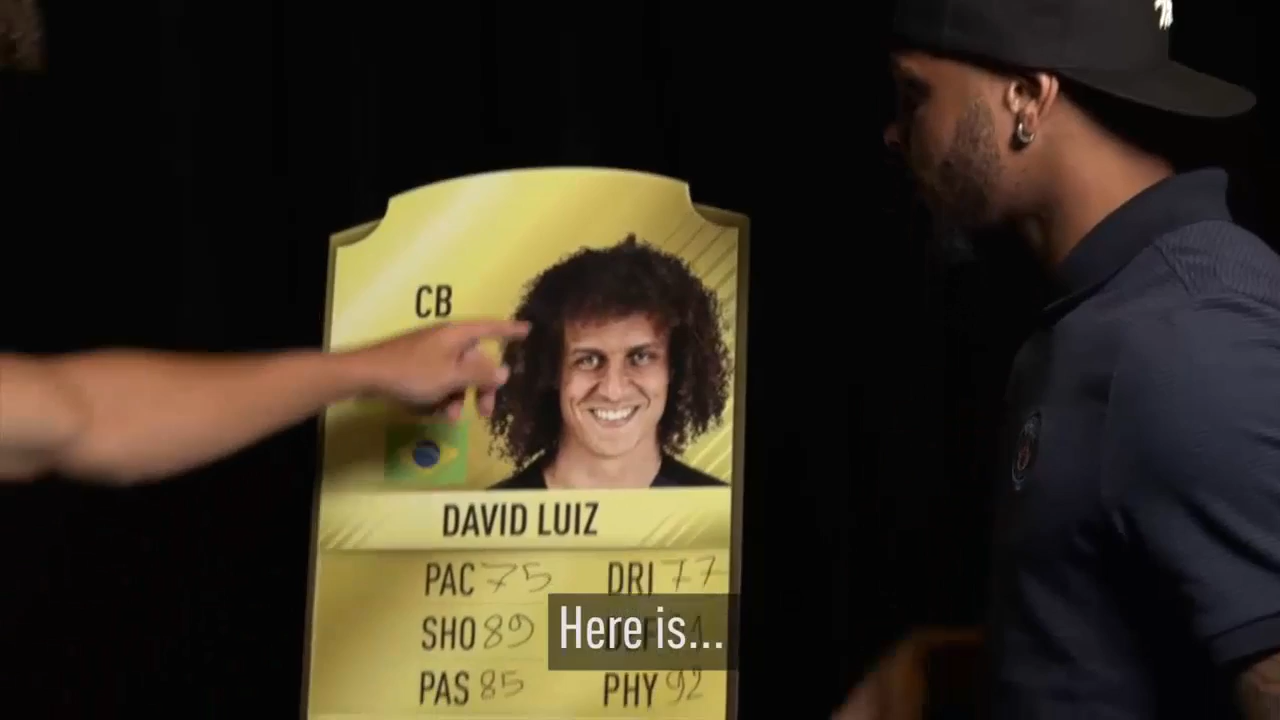 CB
DAVID LUIZ
PAC 75 DRI 77
SHO 89
Here is...
PAS 85 PHY 92